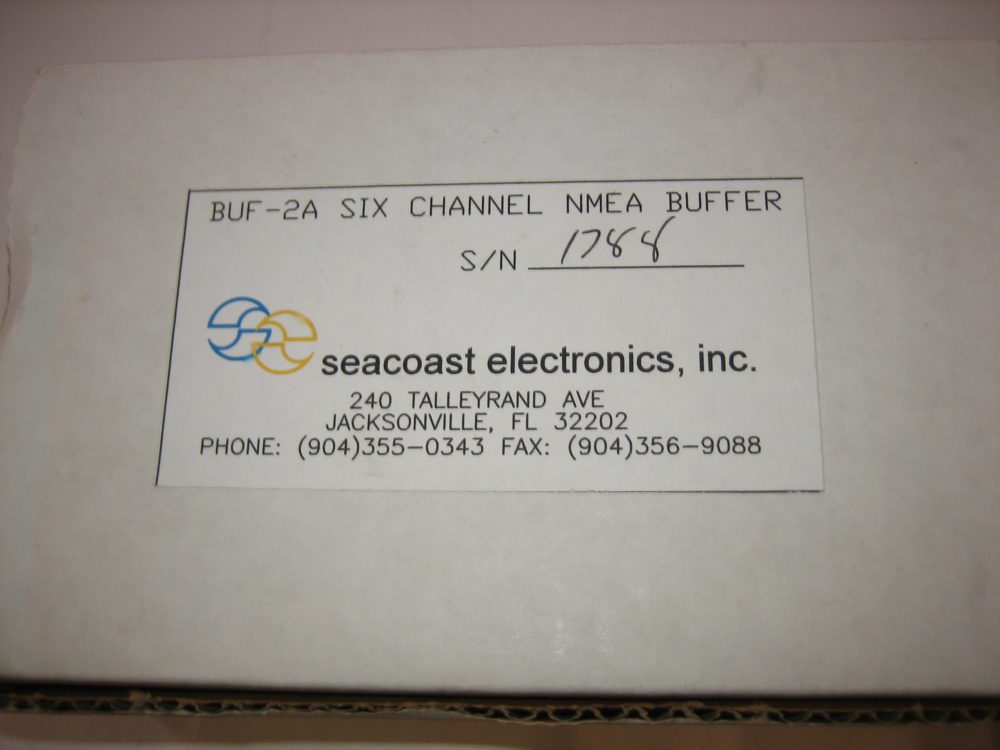 BUF-2A SIX CHANNEL NMEA BUFFER
S/N 1788
seacoast electronics, inc.
240 TALLEYRAND AVE
JACKSONVILLE, FL 32202
PHONE: (904)355-0343 FAX: (904)356-9088